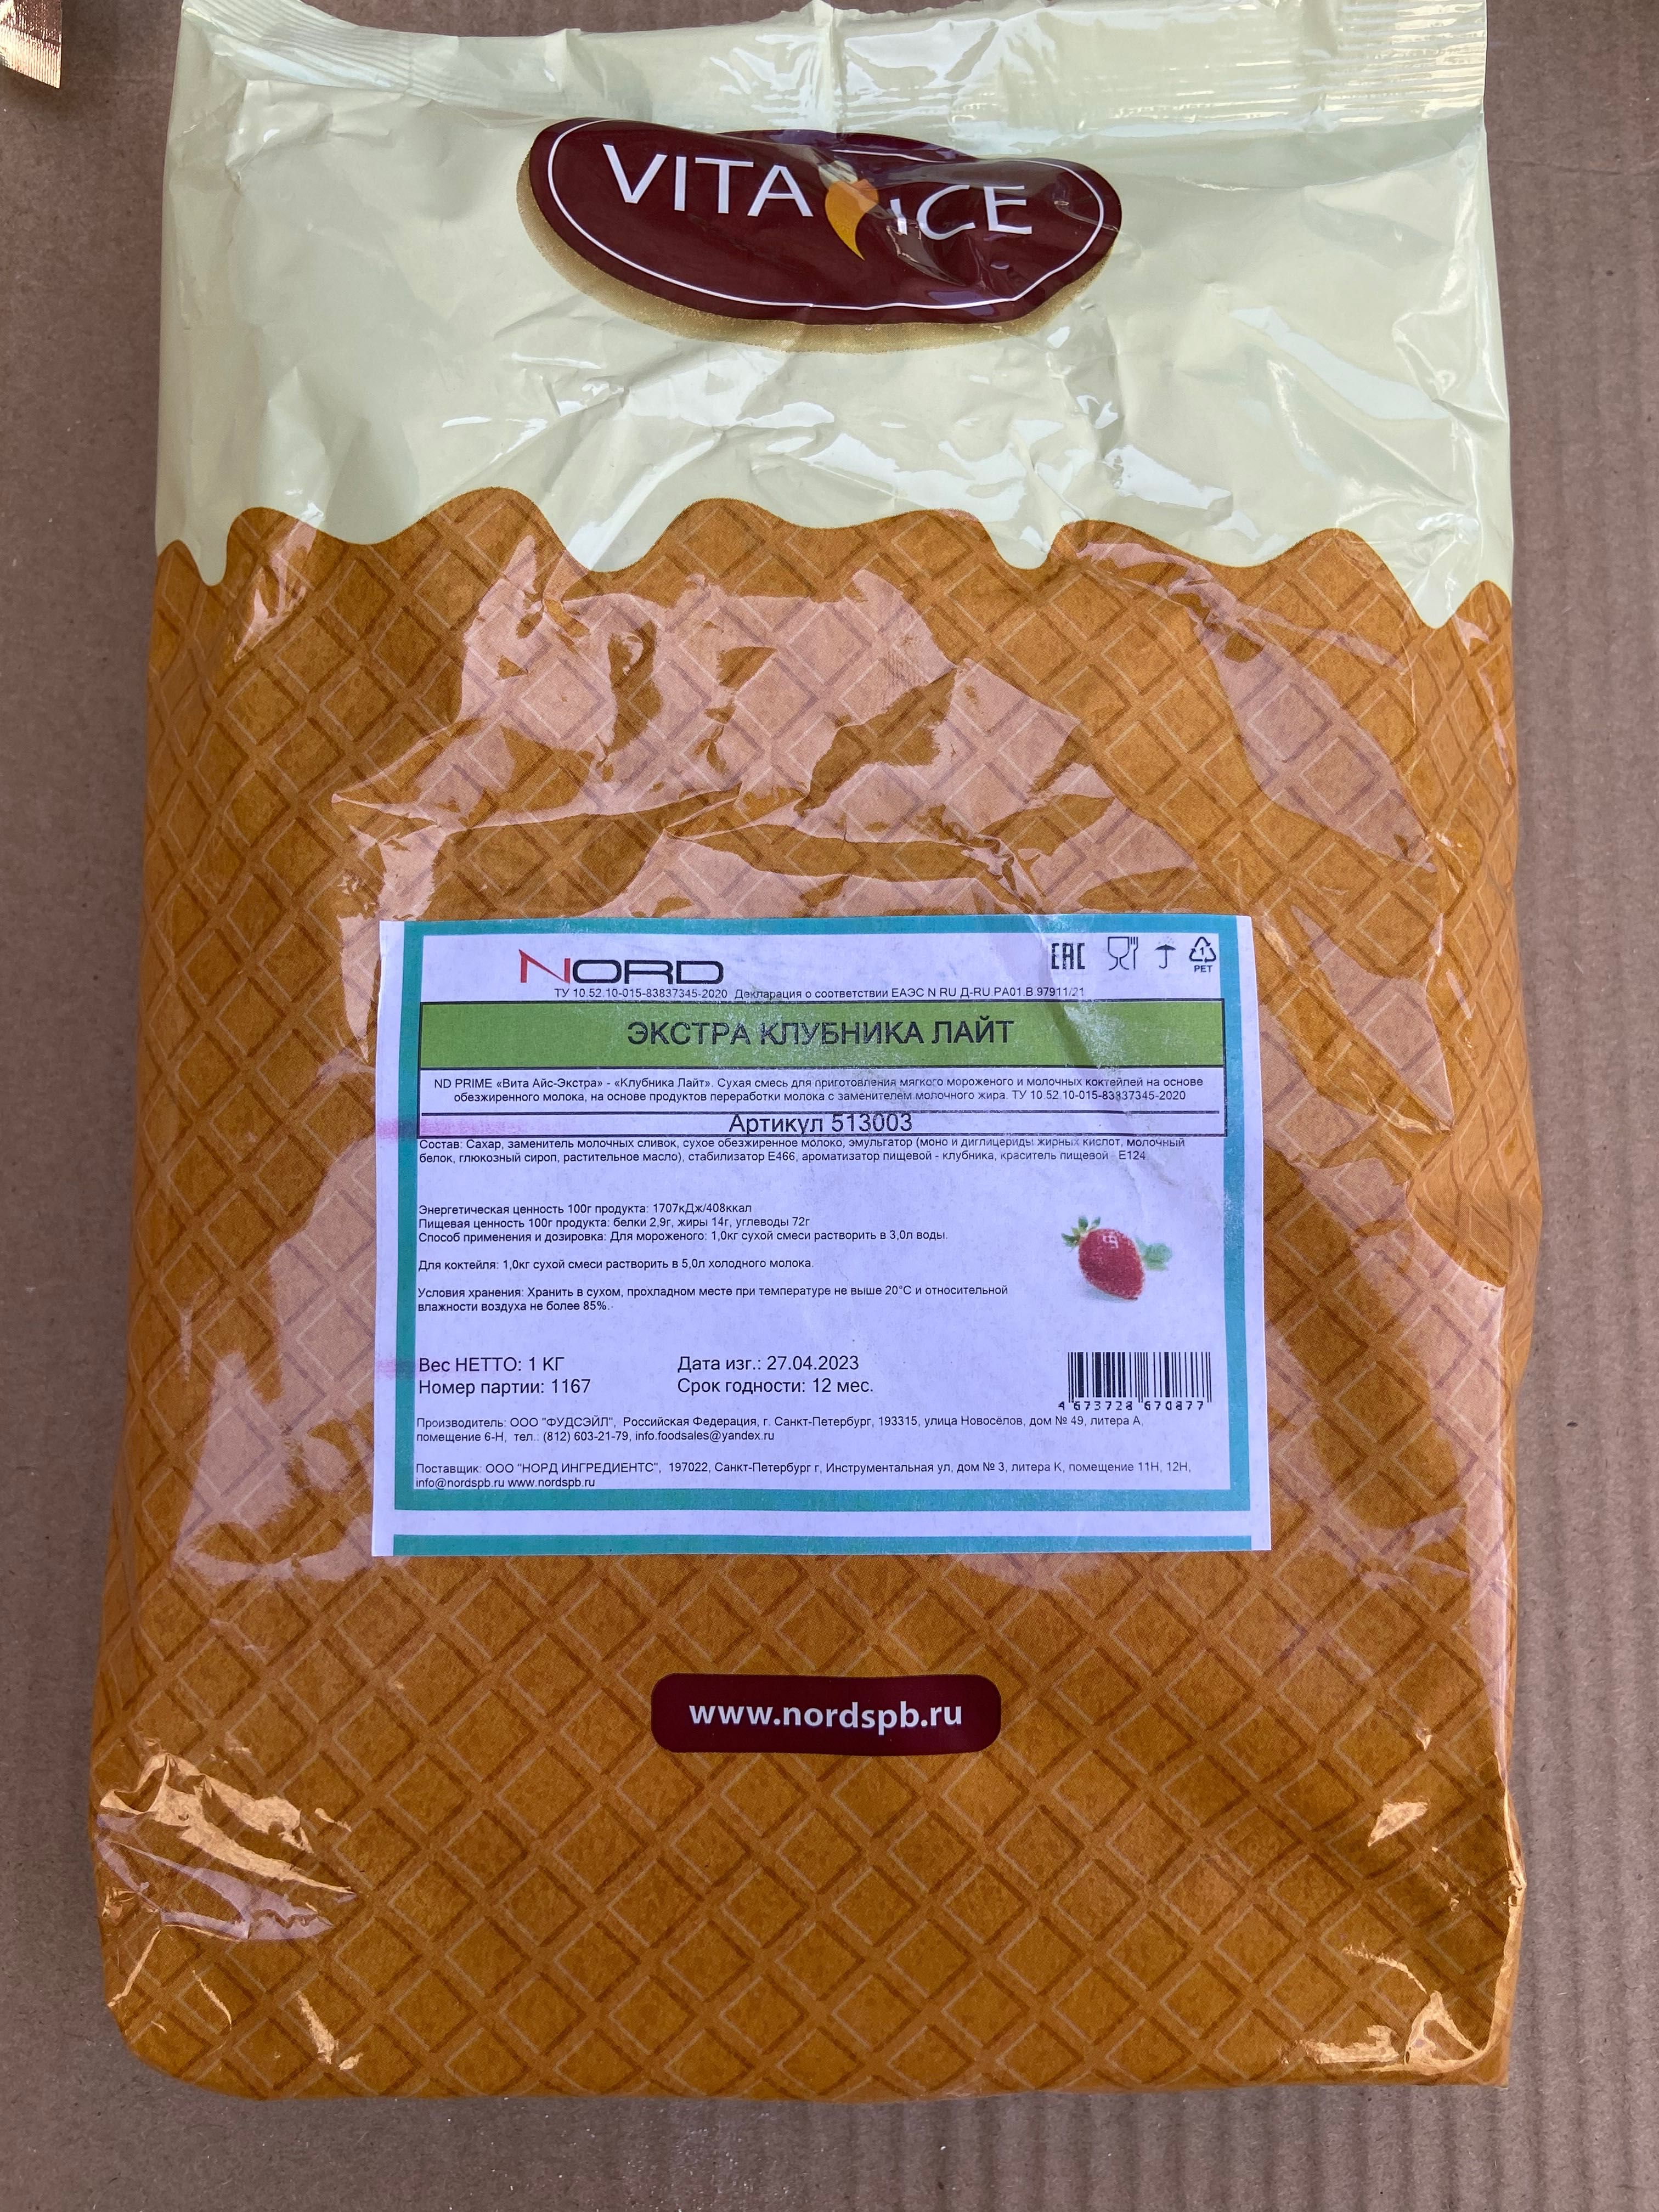 VITA ICE
NORD
EAC
1
PET
ТУ 10.52.10-015-83837345-2020 Декларация о соответствии ЕАЭС N RU Д-RU.РА01.В.97911/21
ЭКСТРА КЛУБНИКА ЛАЙТ
ND PRIME «Вита Айс-Экстра» - «Клубника Лайт». Сухая смесь для приготовления мягкого мороженого и молочных коктейлей на основе
обезжиренного молока, на основе продуктов переработки молока с заменителем молочного жира. ТУ 10.52.10-015-83837345-2020
Артикул 513003
Состав: Сахар, заменитель молочных сливок, сухое обезжиренное молоко, эмульгатор (моно и диглицериды жирных кислот, молочный
белок, глюкозный сироп, растительное масло), стабилизатор Е466, ароматизатор пищевой - клубника, краситель пищевой - Е124
Энергетическая ценность 100г продукта: 1707кДж/408ккал
Пищевая ценность 100г продукта: белки 2,9г, жиры 14г, углеводы 72г
Способ применения и дозировка: Для мороженого: 1,0кг сухой смеси растворить в 3,0л воды.
Для коктейля: 1,0кг сухой смеси растворить в 5,0л холодного молока.
Условия хранения: Хранить в сухом, прохладном месте при температуре не выше 20°С и относительной
влажности воздуха не более 85%.
Вес НЕТТО: 1 КГ Дата изг.: 27.04.2023
Номер партии: 1167 Срок годности: 12 мес.
4 673728 670877
Производитель: ООО "ФУДСЭЙЛ", Российская Федерация, г. Санкт-Петербург, 193315, улица Новосёлов, дом № 49, литера А,
помещение 6-Н, тел.: (812) 603-21-79, info.foodsales@yandex.ru
Поставщик: ООО "НОРД ИНГРЕДИЕНТС", 197022, Санкт-Петербург г, Инструментальная ул, дом № 3, литера К, помещение 11Н, 12Н,
info@nordspb.ru www.nordspb.ru
www.nordspb.ru